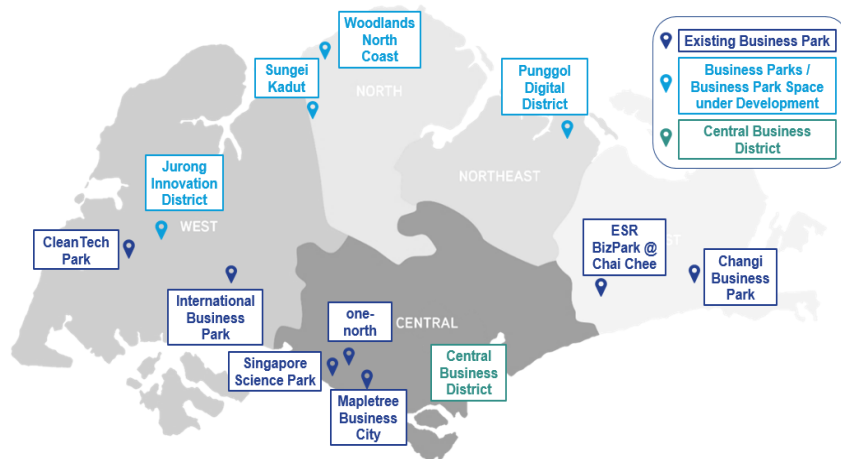 Woodlands
North
Coast
Sungei
Kadut
NORTH
Punggol
Digital
District
Existing Business Park
Business Parks /
Business Park Space
under Development
Central Business
District
Jurong
Innovation
District
NORTHEAST
WEST
CleanTech
Park
ESR
BizPark @
Chai Chee
ST
Changi
Business
Park
International
Business
Park
one-
north
CENTRAL
Singapore
Science Park
Central
Business
District
Mapletree
Business
City